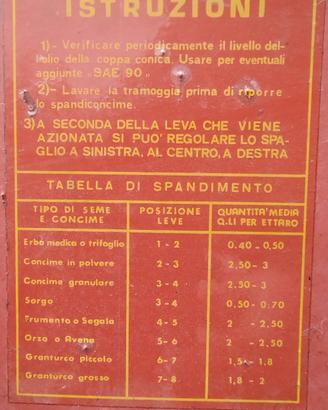 ISTRUZIONI
1)- Verificare periodicamente il livello del-
l'olio della coppa conica. Usare per eventuali
aggiunte "SAE 90"
2)- Lavare la tramoggia prima di riporre
lo spandiconcime.
3) A SECONDA DELLA LEVA CHE VIENE
AZIONATA SI PUO' REGOLARE LO SPA-
GLIO A SINISTRA, AL CENTRO, A DESTRA
TABELLA DI SPANDIMENTO
TIPO DI SEME E CONCIME POSIZIONE LEVE QUANTITA' MEDIA Q.LI PER ETTARO
Erba medica o trifoglio 1 - 2 0.40 - 0,50
Concime in polvere 2 - 3 2,50 - 3
Concime granulare 3 - 4 2,50 - 3
Sorgo 3 - 4 0,50 - 0:70
Frumento o Segala 4 - 5 2 - 2,50
Orzo o Avena 5 - 6 2 - 2,50
Granturco piccolo 6 - 7 1,5 - 1,8
Granturco grosso 7 - 8 1,8 - 2